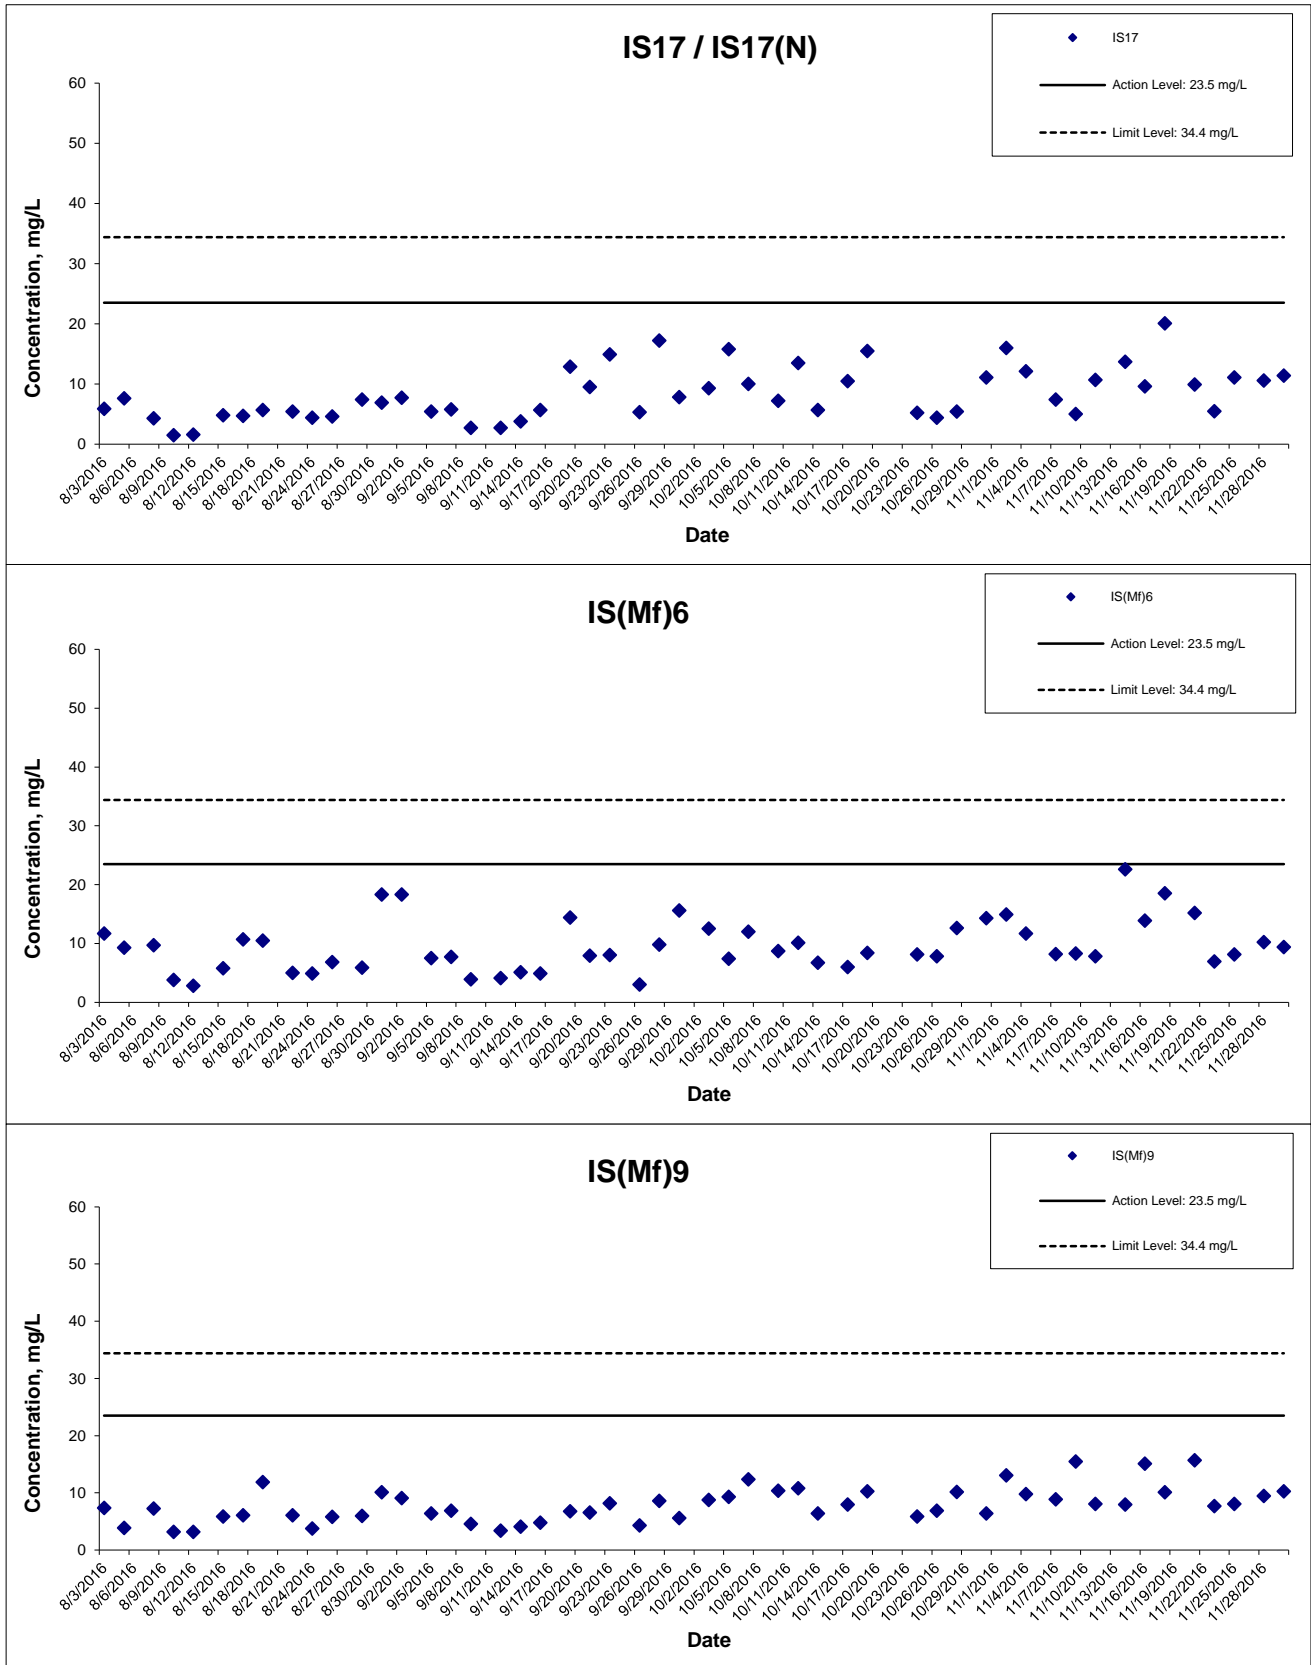 IS17 / IS17(N)
IS17
Action Level: 23.5 mg/L
Limit Level: 34.4 mg/L
Concentration, mg/L
60
50
40
30
20
10
0
8/3/2016 8/6/2016 8/9/2016 8/12/2016 8/15/2016 8/18/2016 8/21/2016 8/24/2016 8/27/2016 8/30/2016 9/2/2016 9/5/2016 9/8/2016 9/11/2016 9/14/2016 9/17/2016 9/20/2016 9/23/2016 9/26/2016 9/29/2016 10/2/2016 10/5/2016 10/8/2016 10/11/2016 10/14/2016 10/17/2016 10/20/2016 10/23/2016 10/26/2016 10/29/2016 11/1/2016 11/4/2016 11/7/2016 11/10/2016 11/13/2016 11/16/2016 11/19/2016 11/22/2016 11/25/2016 11/28/2016
Date
IS(Mf)6
IS(Mf)6
Action Level: 23.5 mg/L
Limit Level: 34.4 mg/L
Concentration, mg/L
60
50
40
30
20
10
0
8/3/2016 8/6/2016 8/9/2016 8/12/2016 8/15/2016 8/18/2016 8/21/2016 8/24/2016 8/27/2016 8/30/2016 9/2/2016 9/5/2016 9/8/2016 9/11/2016 9/14/2016 9/17/2016 9/20/2016 9/23/2016 9/26/2016 9/29/2016 10/2/2016 10/5/2016 10/8/2016 10/11/2016 10/14/2016 10/17/2016 10/20/2016 10/23/2016 10/26/2016 10/29/2016 11/1/2016 11/4/2016 11/7/2016 11/10/2016 11/13/2016 11/16/2016 11/19/2016 11/22/2016 11/25/2016 11/28/2016
Date
IS(Mf)9
IS(Mf)9
Action Level: 23.5 mg/L
Limit Level: 34.4 mg/L
Concentration, mg/L
60
50
40
30
20
10
0
8/3/2016 8/6/2016 8/9/2016 8/12/2016 8/15/2016 8/18/2016 8/21/2016 8/24/2016 8/27/2016 8/30/2016 9/2/2016 9/5/2016 9/8/2016 9/11/2016 9/14/2016 9/17/2016 9/20/2016 9/23/2016 9/26/2016 9/29/2016 10/2/2016 10/5/2016 10/8/2016 10/11/2016 10/14/2016 10/17/2016 10/20/2016 10/23/2016 10/26/2016 10/29/2016 11/1/2016 11/4/2016 11/7/2016 11/10/2016 11/13/2016 11/16/2016 11/19/2016 11/22/2016 11/25/2016 11/28/2016
Date